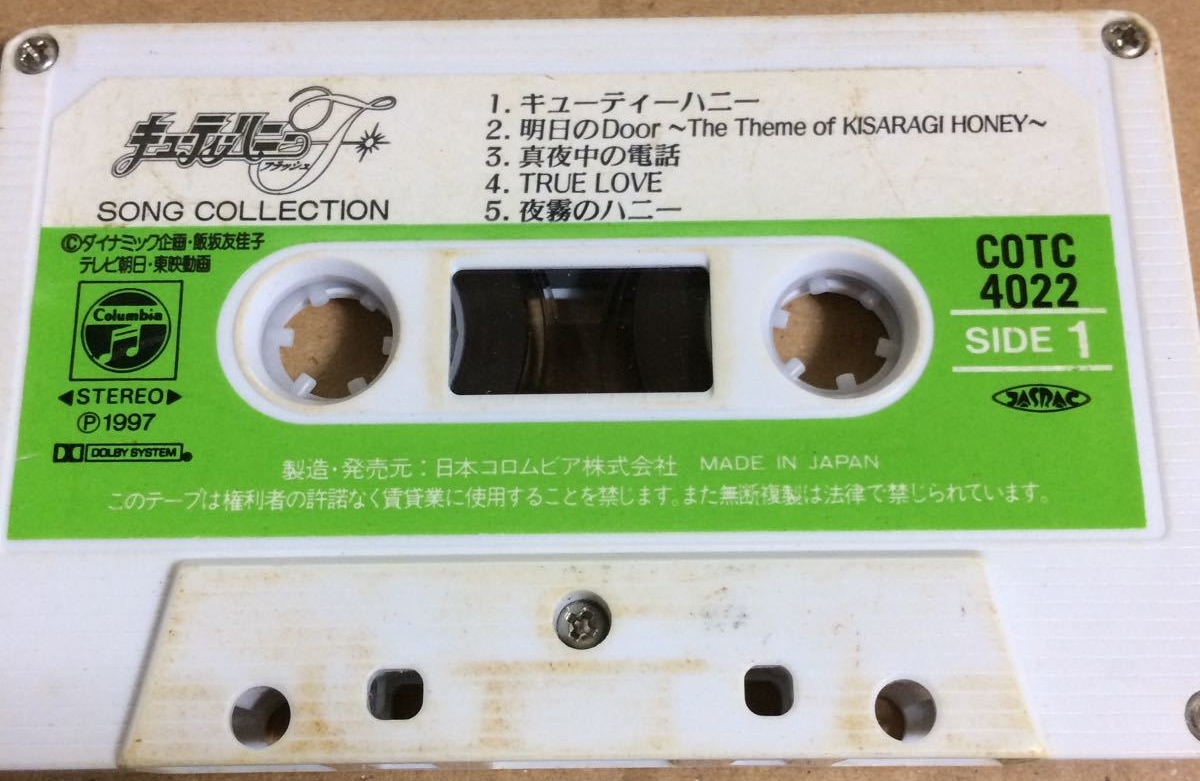 キューティーハニーF
フラッシュ
SONG COLLECTION
1. キューティーハニー
2. 明日のDoor ~The Theme of KISARAGI HONEY~
3. 真夜中の電話
4. TRUE LOVE
5. 夜霧のハニー
©ダイナミック企画・飯坂友佳子
テレビ朝日・東映動画
Columbia
◀STEREO▶
Ⓟ1997
DOLBY SYSTEM
COTC
4022
SIDE 1
JASRAC
製造・発売元:日本コロムビア株式会社 MADE IN JAPAN
このテープは権利者の許諾なく賃貸業に使用することを禁じます。また無断複製は法律で禁じられています。